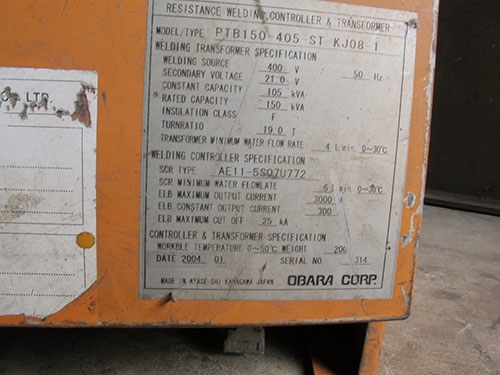 RESISTANCE WELDING CONTROLLER & TRANSFORMER
MODEL/TYPE PTB150-405 ST KJ08 1
WELDING TRANSFORMER SPECIFICATION
WELDING SOURCE 400 V 50 Hz
SECONDARY VOLTAGE 21.0 V
CONSTANT CAPACITY 105 kVA
RATED CAPACITY 150 kVA
INSULATION CLASS F
TURNRATIO 19.0 T
TRANSFORMER MINIMUM WATER FLOW RATE 4 L/min 0~30℃
WELDING CONTROLLER SPECIFICATION
SCR TYPE AE11-5S07U772
SCR MINIMUM WATER FLOWLATE 6 L/min 0~30℃
ELB MAXIMUM OUTPUT CURRENT 3000
ELB CONSTANT OUTPUT CURRENT 300
ELB MAXIMUM CUT OFF 25 kA
CONTROLLER & TRANSFORMER SPECIFICATION
WORKBLE TEMPERATURE 0~50℃ WEIGHT 200
DATE 2004 01 SERIAL NO. 314
MADE IN AYASE-SHI KANAGAWA JAPAN OBARA CORP.
LTD